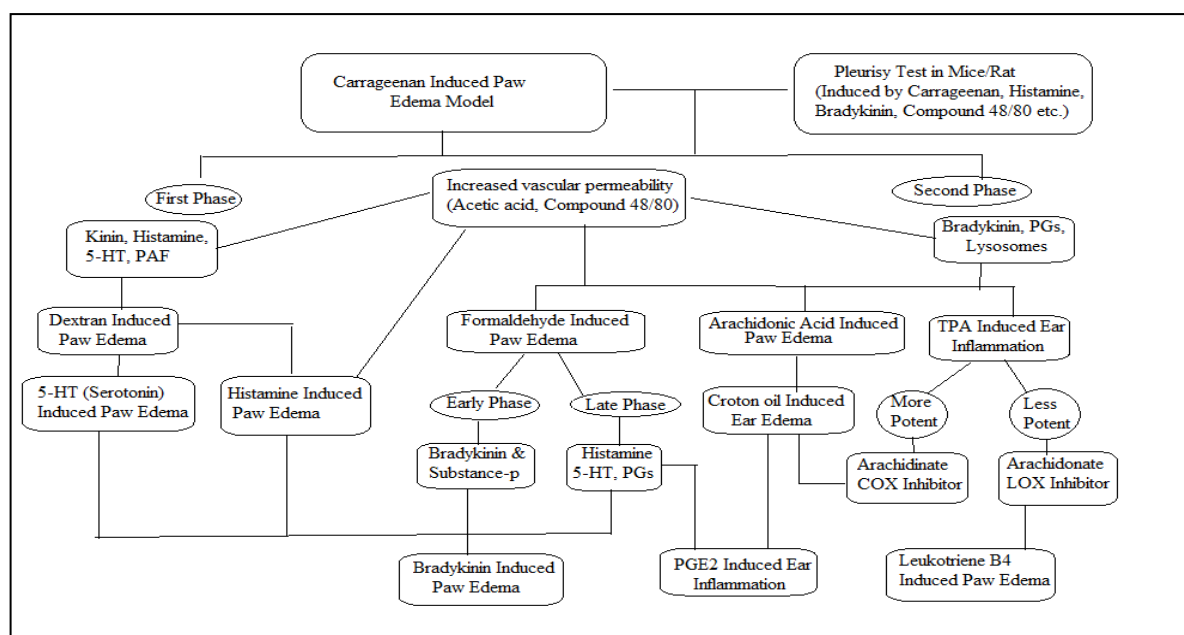 Carrageenan Induced Paw
Edema Model
Pleurisy Test in Mice/Rat
(Induced by Carrageenan, Histamine,
Bradykinin, Compound 48/80 etc.)
First Phase
Increased vascular permeability
(Acetic acid, Compound 48/80)
Second Phase
Kinin, Histamine,
5-HT, PAF
Bradykinin, PGs,
Lysosomes
Dextran Induced
Paw Edema
Formaldehyde Induced
Paw Edema
Arachidonic Acid Induced
Paw Edema
TPA Induced Ear
Inflammation
5-HT (Serotonin)
Induced Paw Edema
Histamine Induced
Paw Edema
Early Phase
Late Phase
Croton oil Induced
Ear Edema
More
Potent
Less
Potent
Bradykinin &
Substance-p
Histamine
5-HT, PGs
Arachidinate
COX Inhibitor
Arachidonate
LOX Inhibitor
Bradykinin Induced
Paw Edema
PGE2 Induced Ear
Inflammation
Leukotriene B4
Induced Paw Edema